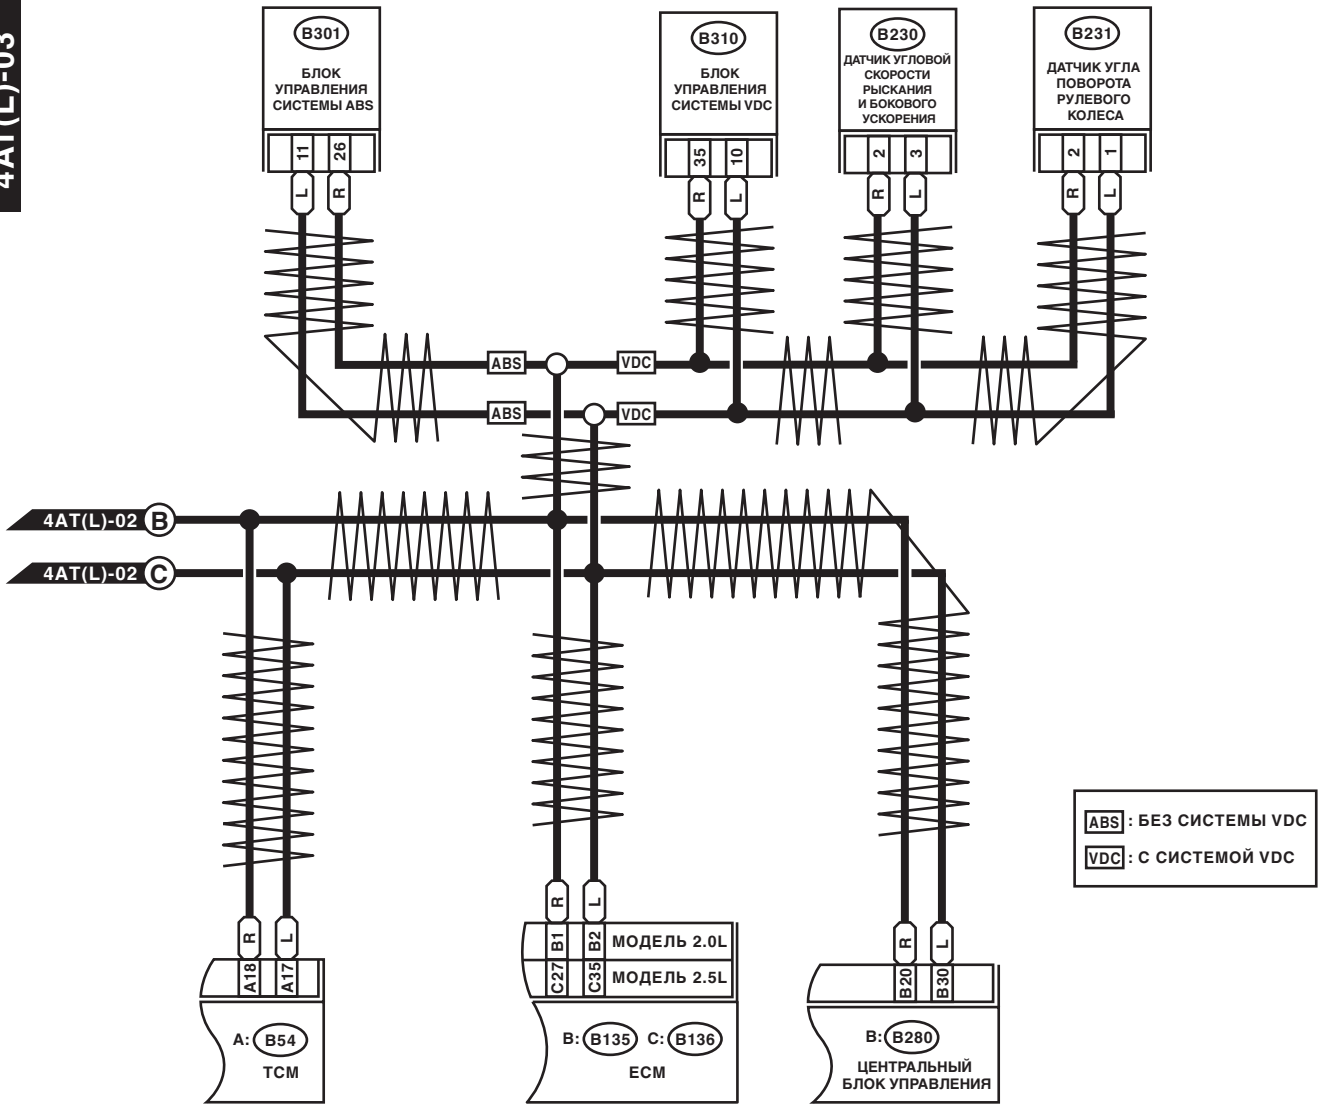 4AT(L)-03
B301
БЛОК
УПРАВЛЕНИЯ
СИСТЕМЫ ABS
11
26
L
R
B310
БЛОК
УПРАВЛЕНИЯ
СИСТЕМЫ VDC
35
10
R
L
B230
ДАТЧИК УГЛОВОЙ
СКОРОСТИ
РЫСКАНИЯ
И БОКОВОГО
УСКОРЕНИЯ
2
3
R
L
B231
ДАТЧИК УГЛА
ПОВОРОТА
РУЛЕВОГО
КОЛЕСА
2
1
R
L
ABS
VDC
ABS
VDC
4AT(L)-02 B
4AT(L)-02 C
ABS : БЕЗ СИСТЕМЫ VDC
VDC : С СИСТЕМОЙ VDC
R
L
A18
A17
A: B54
TCM
R
L
B1
B2
МОДЕЛЬ 2.0L
C27
C35
МОДЕЛЬ 2.5L
B: B135 C: B136
ECM
R
L
B20
B30
B: B280
ЦЕНТРАЛЬНЫЙ
БЛОК УПРАВЛЕНИЯ